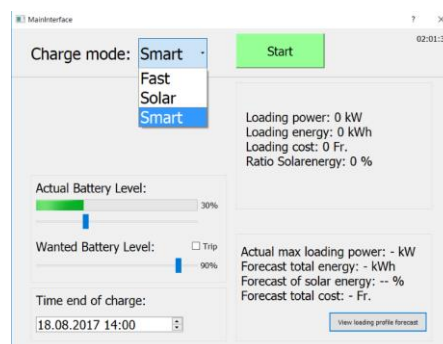 MainInterface
Charge mode: Smart
Start
02:01:3
Fast
Solar
Smart
Loading power: 0 kW
Loading energy: 0 kWh
Loading cost: 0 Fr.
Ratio Solarenergy: 0 %
Actual Battery Level:
30%
Wanted Battery Level:
Trip
90%
Actual max loading power: - kW
Forecast total energy: - kWh
Forecast of solar energy: -- %
Forecast total cost: - Fr.
Time end of charge:
18.08.2017 14:00
View loading profile forecast